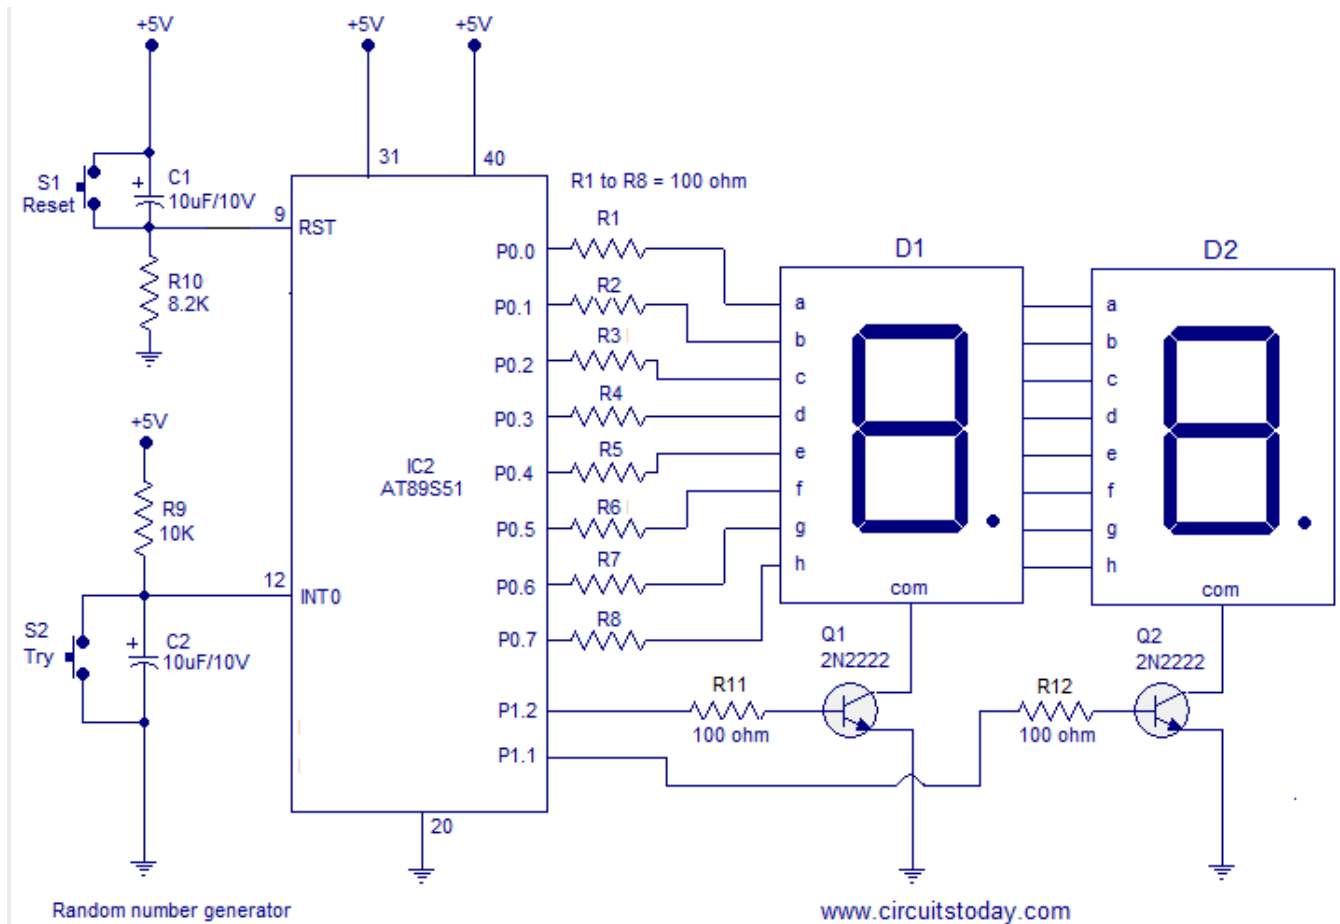 +5V
+5V
+5V
31
40
S1
Reset
+
C1
10uF/10V
R1 to R8 = 100 ohm
9
RST
R10
8.2K
P0.0
R1
P0.1
R2
P0.2
R3
P0.3
R4
P0.4
R5
P0.5
R6
P0.6
R7
P0.7
R8
IC2
AT89S51
D1
a
b
c
d
e
f
g
h
com
D2
a
b
c
d
e
f
g
h
com
+5V
R9
10K
12
INT0
S2
Try
+
C2
10uF/10V
Q1
2N2222
Q2
2N2222
P1.2
R11
100 ohm
R12
100 ohm
P1.1
20
Random number generator
www.circuitstoday.com